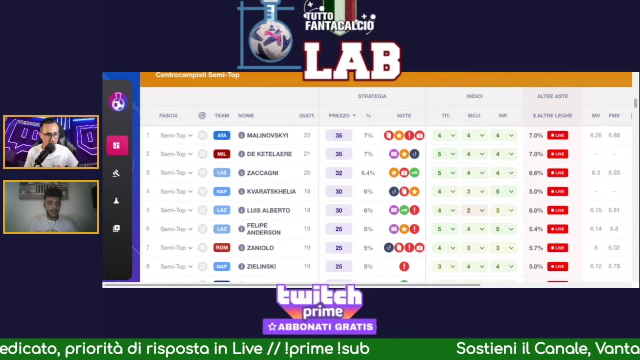 TUTTO
FANTACALCIO
LAB
Centrocampisti Semi-Top
STRATEGIA INDICI ALTRE ASTE
FASCIA TEAM NOME QUOT. PREZZO % NOTE TIT. SICU. INF. $ ALTRE LEGHE MV FMV
1 Semi-Top ATA MALINOVSKYI 22 35 7% 4 4 4 7.0% LIVE 6.26 6.88
2 Semi-Top MIL DE KETELAERE 21 35 7% 5 4 4 7.0% LIVE - -
3 Semi-Top LAZ ZACCAGNI 20 32 6.4% 4 4 4 6.6% LIVE 6.3 6.93
4 Semi-Top NAP KVARATSKHELIA 18 30 6% 4 3 5 5.0% LIVE - -
5 Semi-Top LAZ LUIS ALBERTO 18 30 6% 4 2 3 6.0% LIVE 6.15 6.81
6 Semi-Top LAZ FELIPE ANDERSON 19 25 5% 5 4 4 5.4% LIVE 6.14 6.8
7 Semi-Top ROM ZANIOLO 19 25 5% 4 4 3 5.7% LIVE 6 6.02
8 Semi-Top NAP ZIELINSKI 19 25 5% 3 4 4 5.0% LIVE 6.12 6.78
twitch
prime
ABBONATI GRATIS
edicato, priorità di risposta in Live // !prime !sub Sostieni il Canale, Vanta